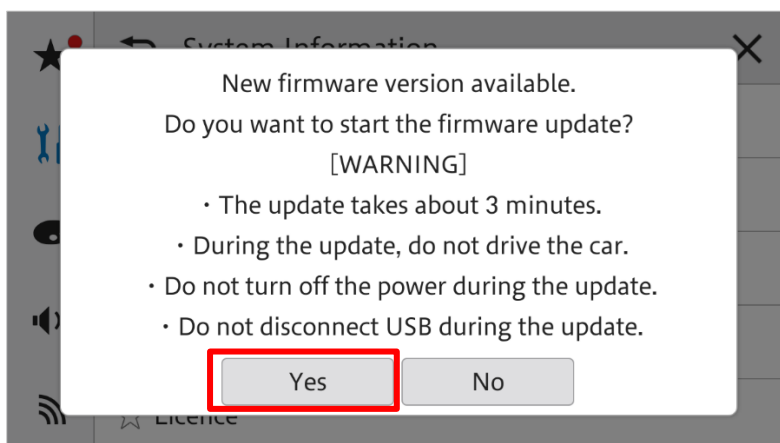 System Information
New firmware version available.
Do you want to start the firmware update?
[WARNING]
・The update takes about 3 minutes.
・During the update, do not drive the car.
・Do not turn off the power during the update.
・Do not disconnect USB during the update.
Yes No
Licence